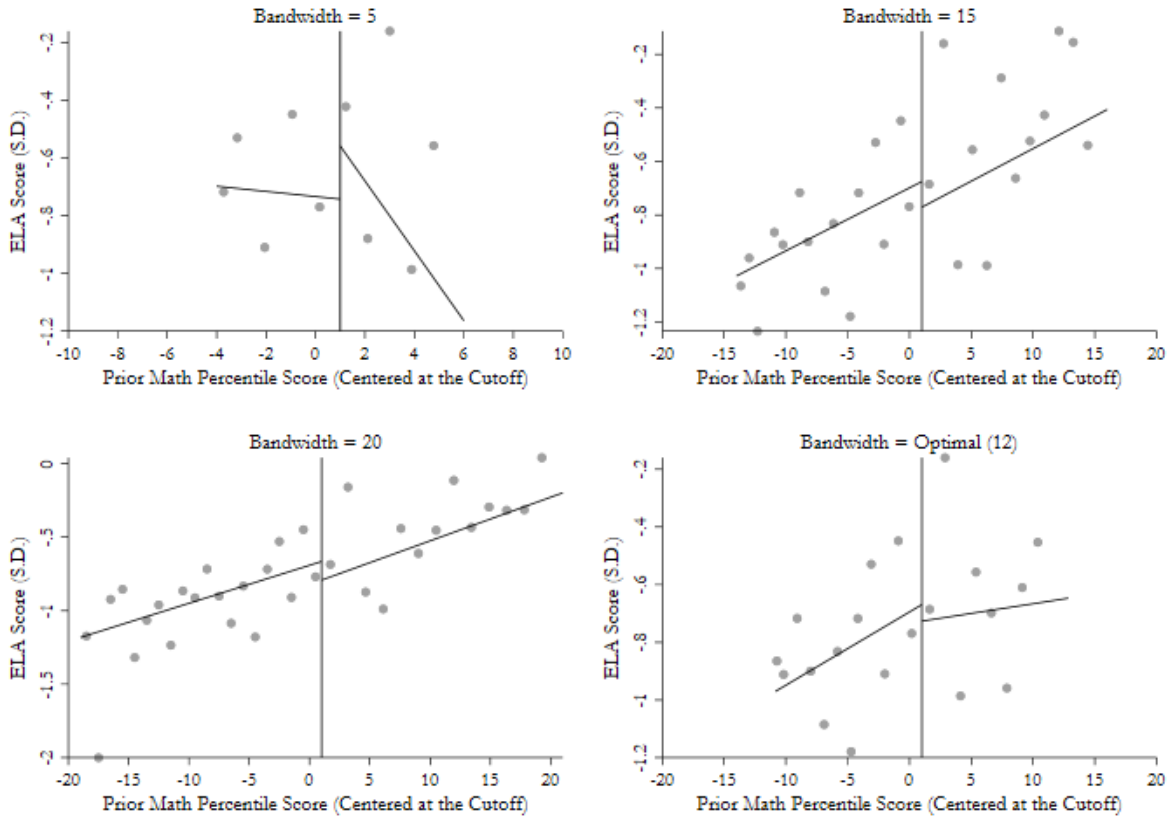 Bandwidth = 5
ELA Score (S.D.)
-.2
-.4
-.6
-.8
-1
-1.2
-10 -8 -6 -4 -2 0 2 4 6 8 10
Prior Math Percentile Score (Centered at the Cutoff)
Bandwidth = 15
ELA Score (S.D.)
-.2
-.4
-.6
-.8
-1
-1.2
-20 -15 -10 -5 0 5 10 15 20
Prior Math Percentile Score (Centered at the Cutoff)
Bandwidth = 20
ELA Score (S.D.)
0
-.5
-1
-1.5
-2
-20 -15 -10 -5 0 5 10 15 20
Prior Math Percentile Score (Centered at the Cutoff)
Bandwidth = Optimal (12)
ELA Score (S.D.)
-.2
-.4
-.6
-.8
-1
-1.2
-20 -15 -10 -5 0 5 10 15 20
Prior Math Percentile Score (Centered at the Cutoff)